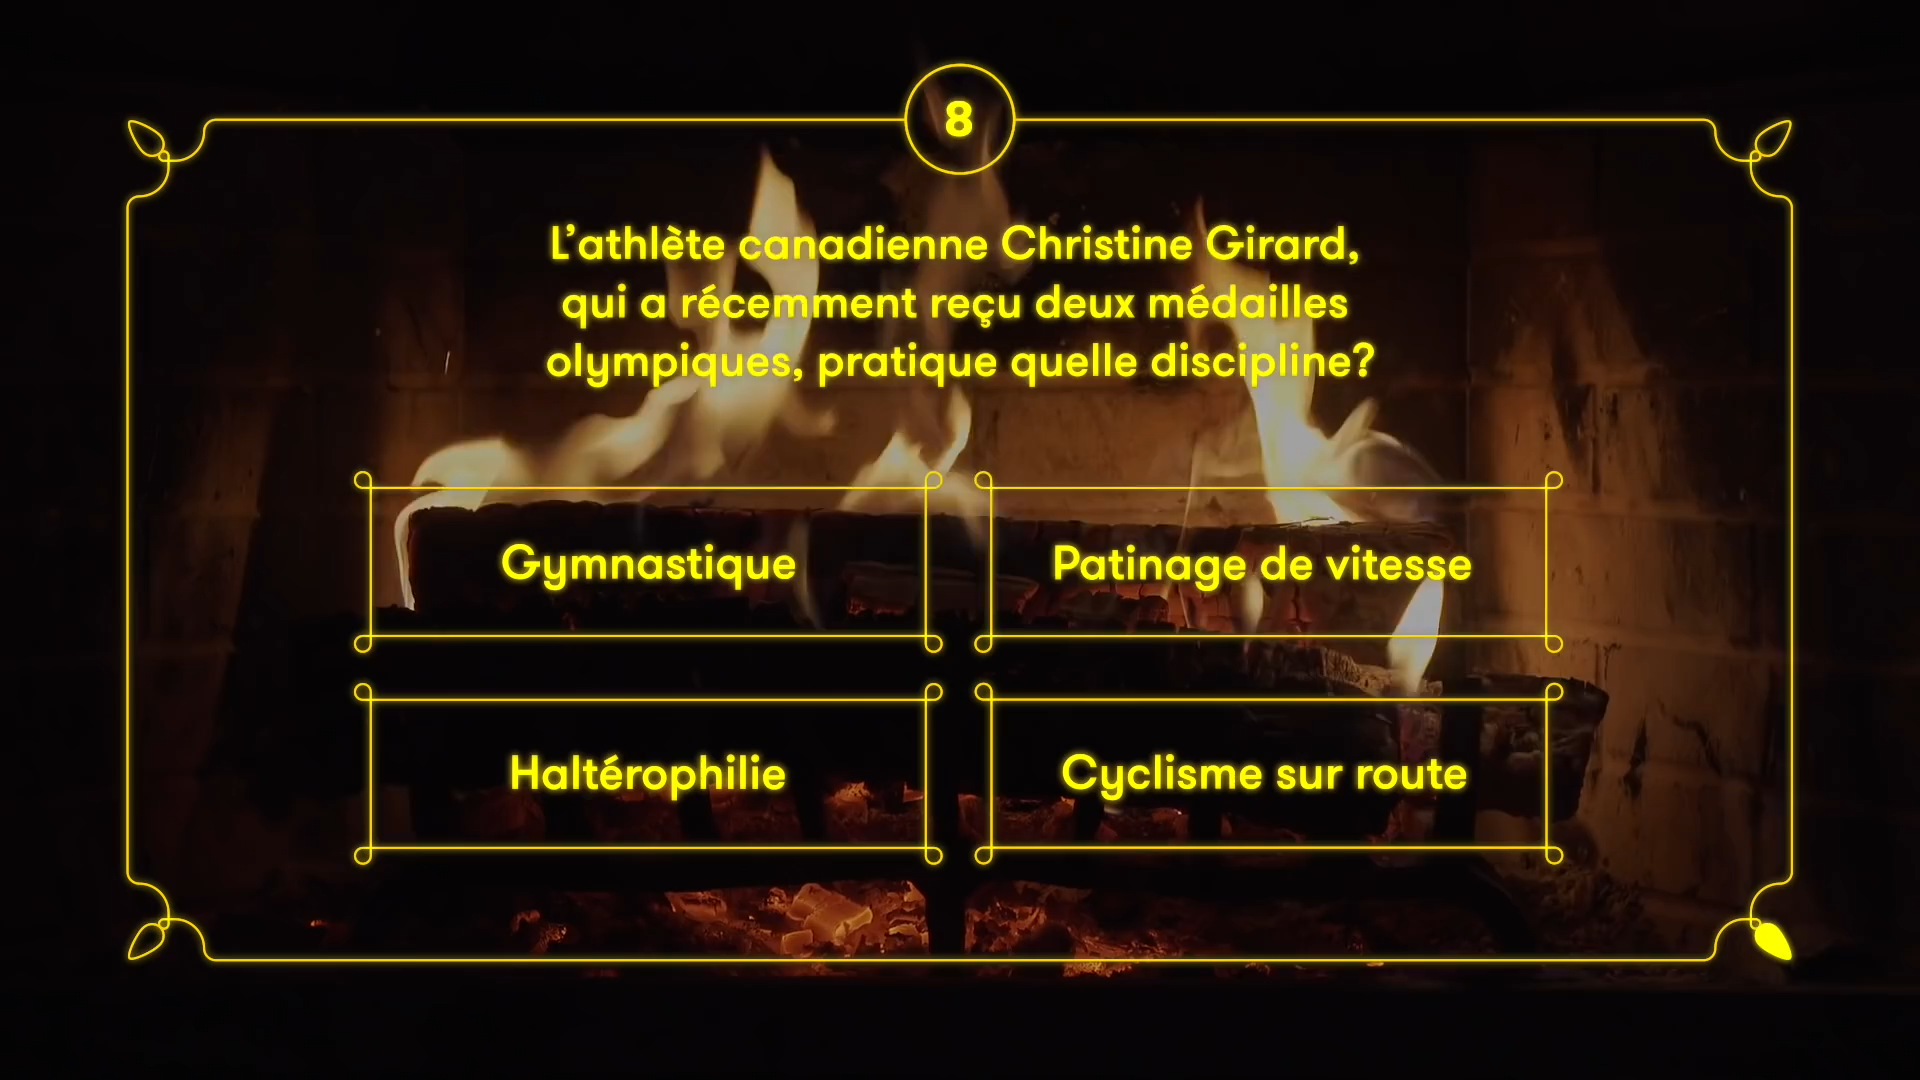 8
L’athlète canadienne Christine Girard,
qui a récemment reçu deux médailles
olympiques, pratique quelle discipline?
Gymnastique
Patinage de vitesse
Haltérophilie
Cyclisme sur route